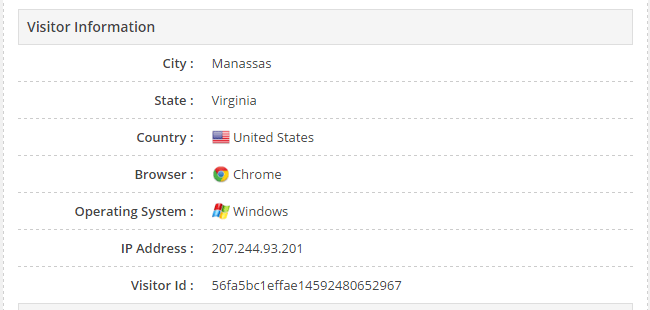 Visitor Information
City : Manassas
State : Virginia
Country : United States
Browser : Chrome
Operating System : Windows
IP Address : 207.244.93.201
Visitor Id : 56fa5bc1effae14592480652967